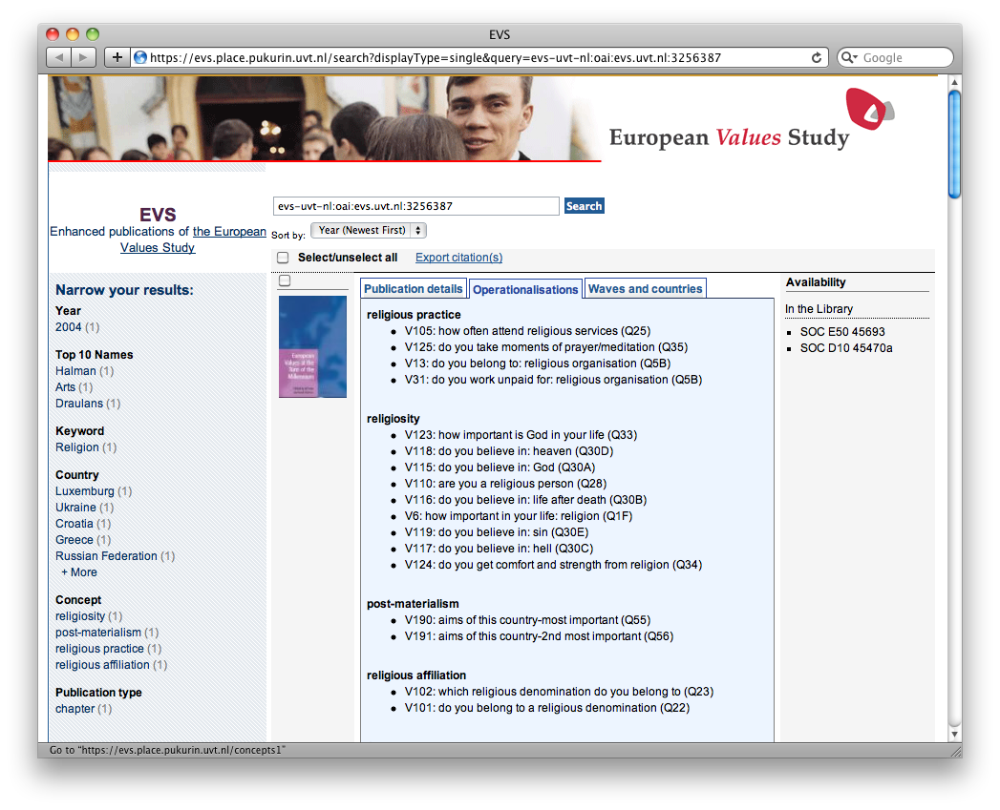 EVS
https://evs.place.pukurin.uvt.nl/search?displayType=single&query=evs-uvt-nl:oai:evs.uvt.nl:3256387
Google
European Values Study
EVS
Enhanced publications of the European
Values Study
evs-uvt-nl:oai:evs.uvt.nl:3256387
Search
Sort by:
Year (Newest First)
Select/unselect all
Export citation(s)
Narrow your results:
Year
2004 (1)
Top 10 Names
Halman (1)
Arts (1)
Draulans (1)
Keyword
Religion (1)
Country
Luxemburg (1)
Ukraine (1)
Croatia (1)
Greece (1)
Russian Federation (1)
+ More
Concept
religiosity (1)
post-materialism (1)
religious practice (1)
religious affiliation (1)
Publication type
chapter (1)
European
Values at the
Turn of the
Millennium
Publication details
Operationalisations
Waves and countries
religious practice
V105: how often attend religious services (Q25)
V125: do you take moments of prayer/meditation (Q35)
V13: do you belong to: religious organisation (Q5B)
V31: do you work unpaid for: religious organisation (Q5B)
religiosity
V123: how important is God in your life (Q33)
V118: do you believe in: heaven (Q30D)
V115: do you believe in: God (Q30A)
V110: are you a religious person (Q28)
V116: do you believe in: life after death (Q30B)
V6: how important in your life: religion (Q1F)
V119: do you believe in: sin (Q30E)
V117: do you believe in: hell (Q30C)
V124: do you get comfort and strength from religion (Q34)
post-materialism
V190: aims of this country-most important (Q55)
V191: aims of this country-2nd most important (Q56)
religious affiliation
V102: which religious denomination do you belong to (Q23)
V101: do you belong to a religious denomination (Q22)
Availability
In the Library
SOC E50 45693
SOC D10 45470a
Go to "https://evs.place.pukurin.uvt.nl/concepts1"